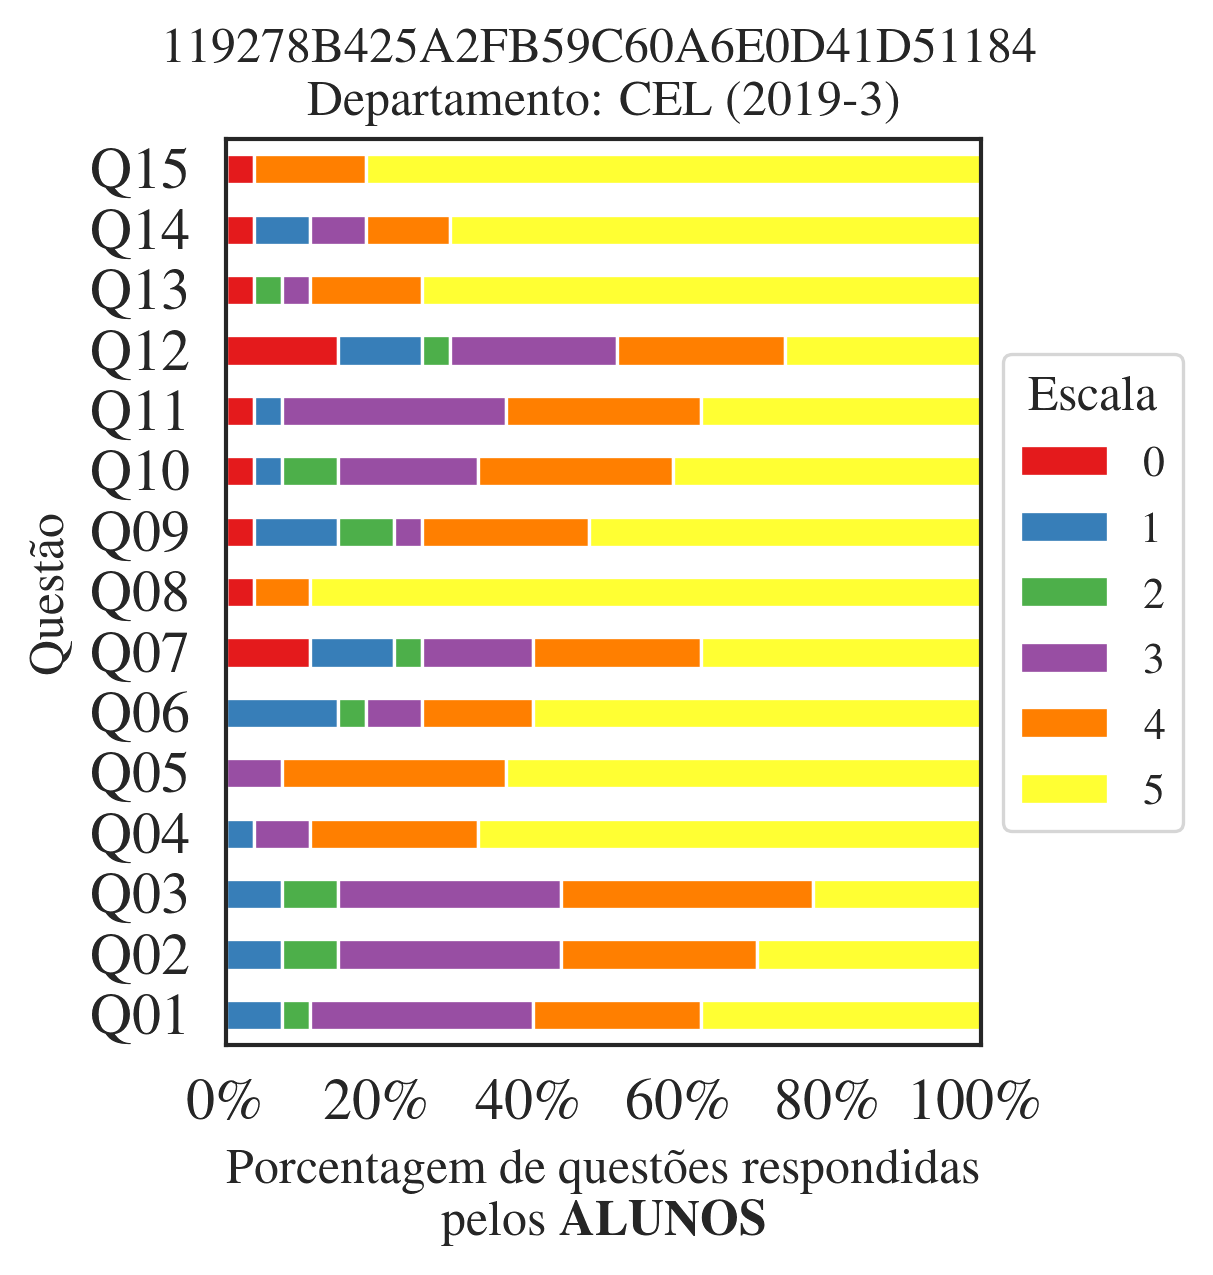 119278B425A2FB59C60A6E0D41D51184
Departamento: CEL (2019-3)
Q15
Q14
Q13
Q12
Q11
Q10
Q09
Q08
Q07
Q06
Q05
Q04
Q03
Q02
Q01
Questão
0% 20% 40% 60% 80% 100%
Porcentagem de questões respondidas
pelos ALUNOS
Escala
0
1
2
3
4
5